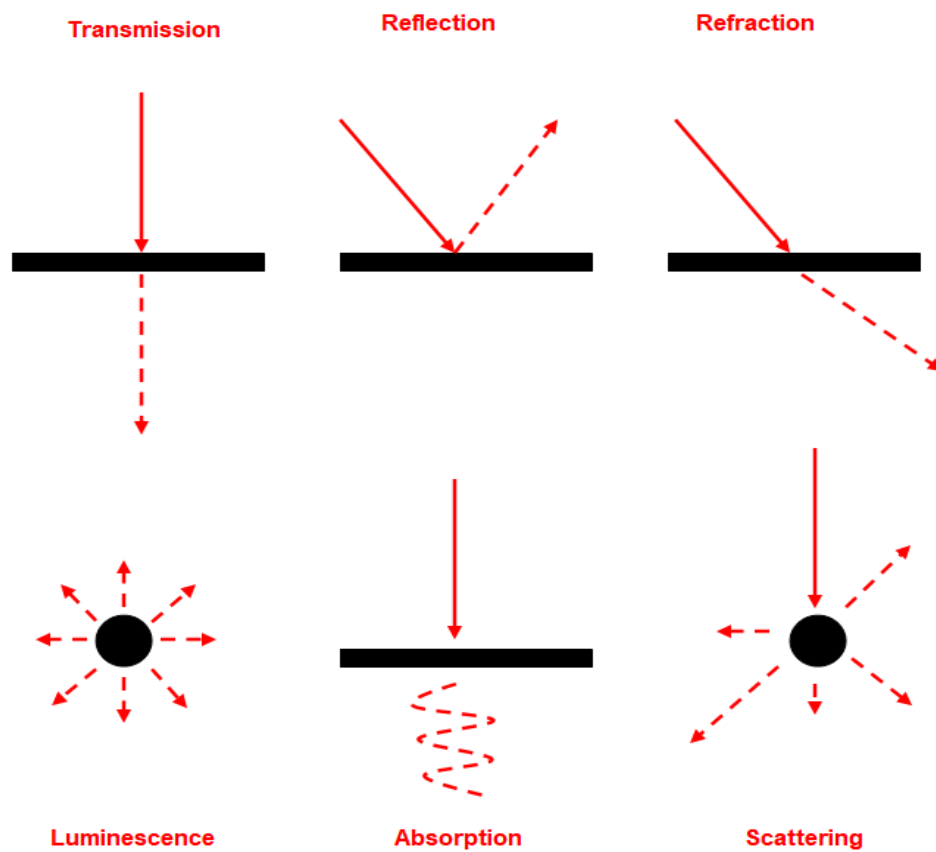 Transmission
Reflection
Refraction
Luminescence
Absorption
Scattering